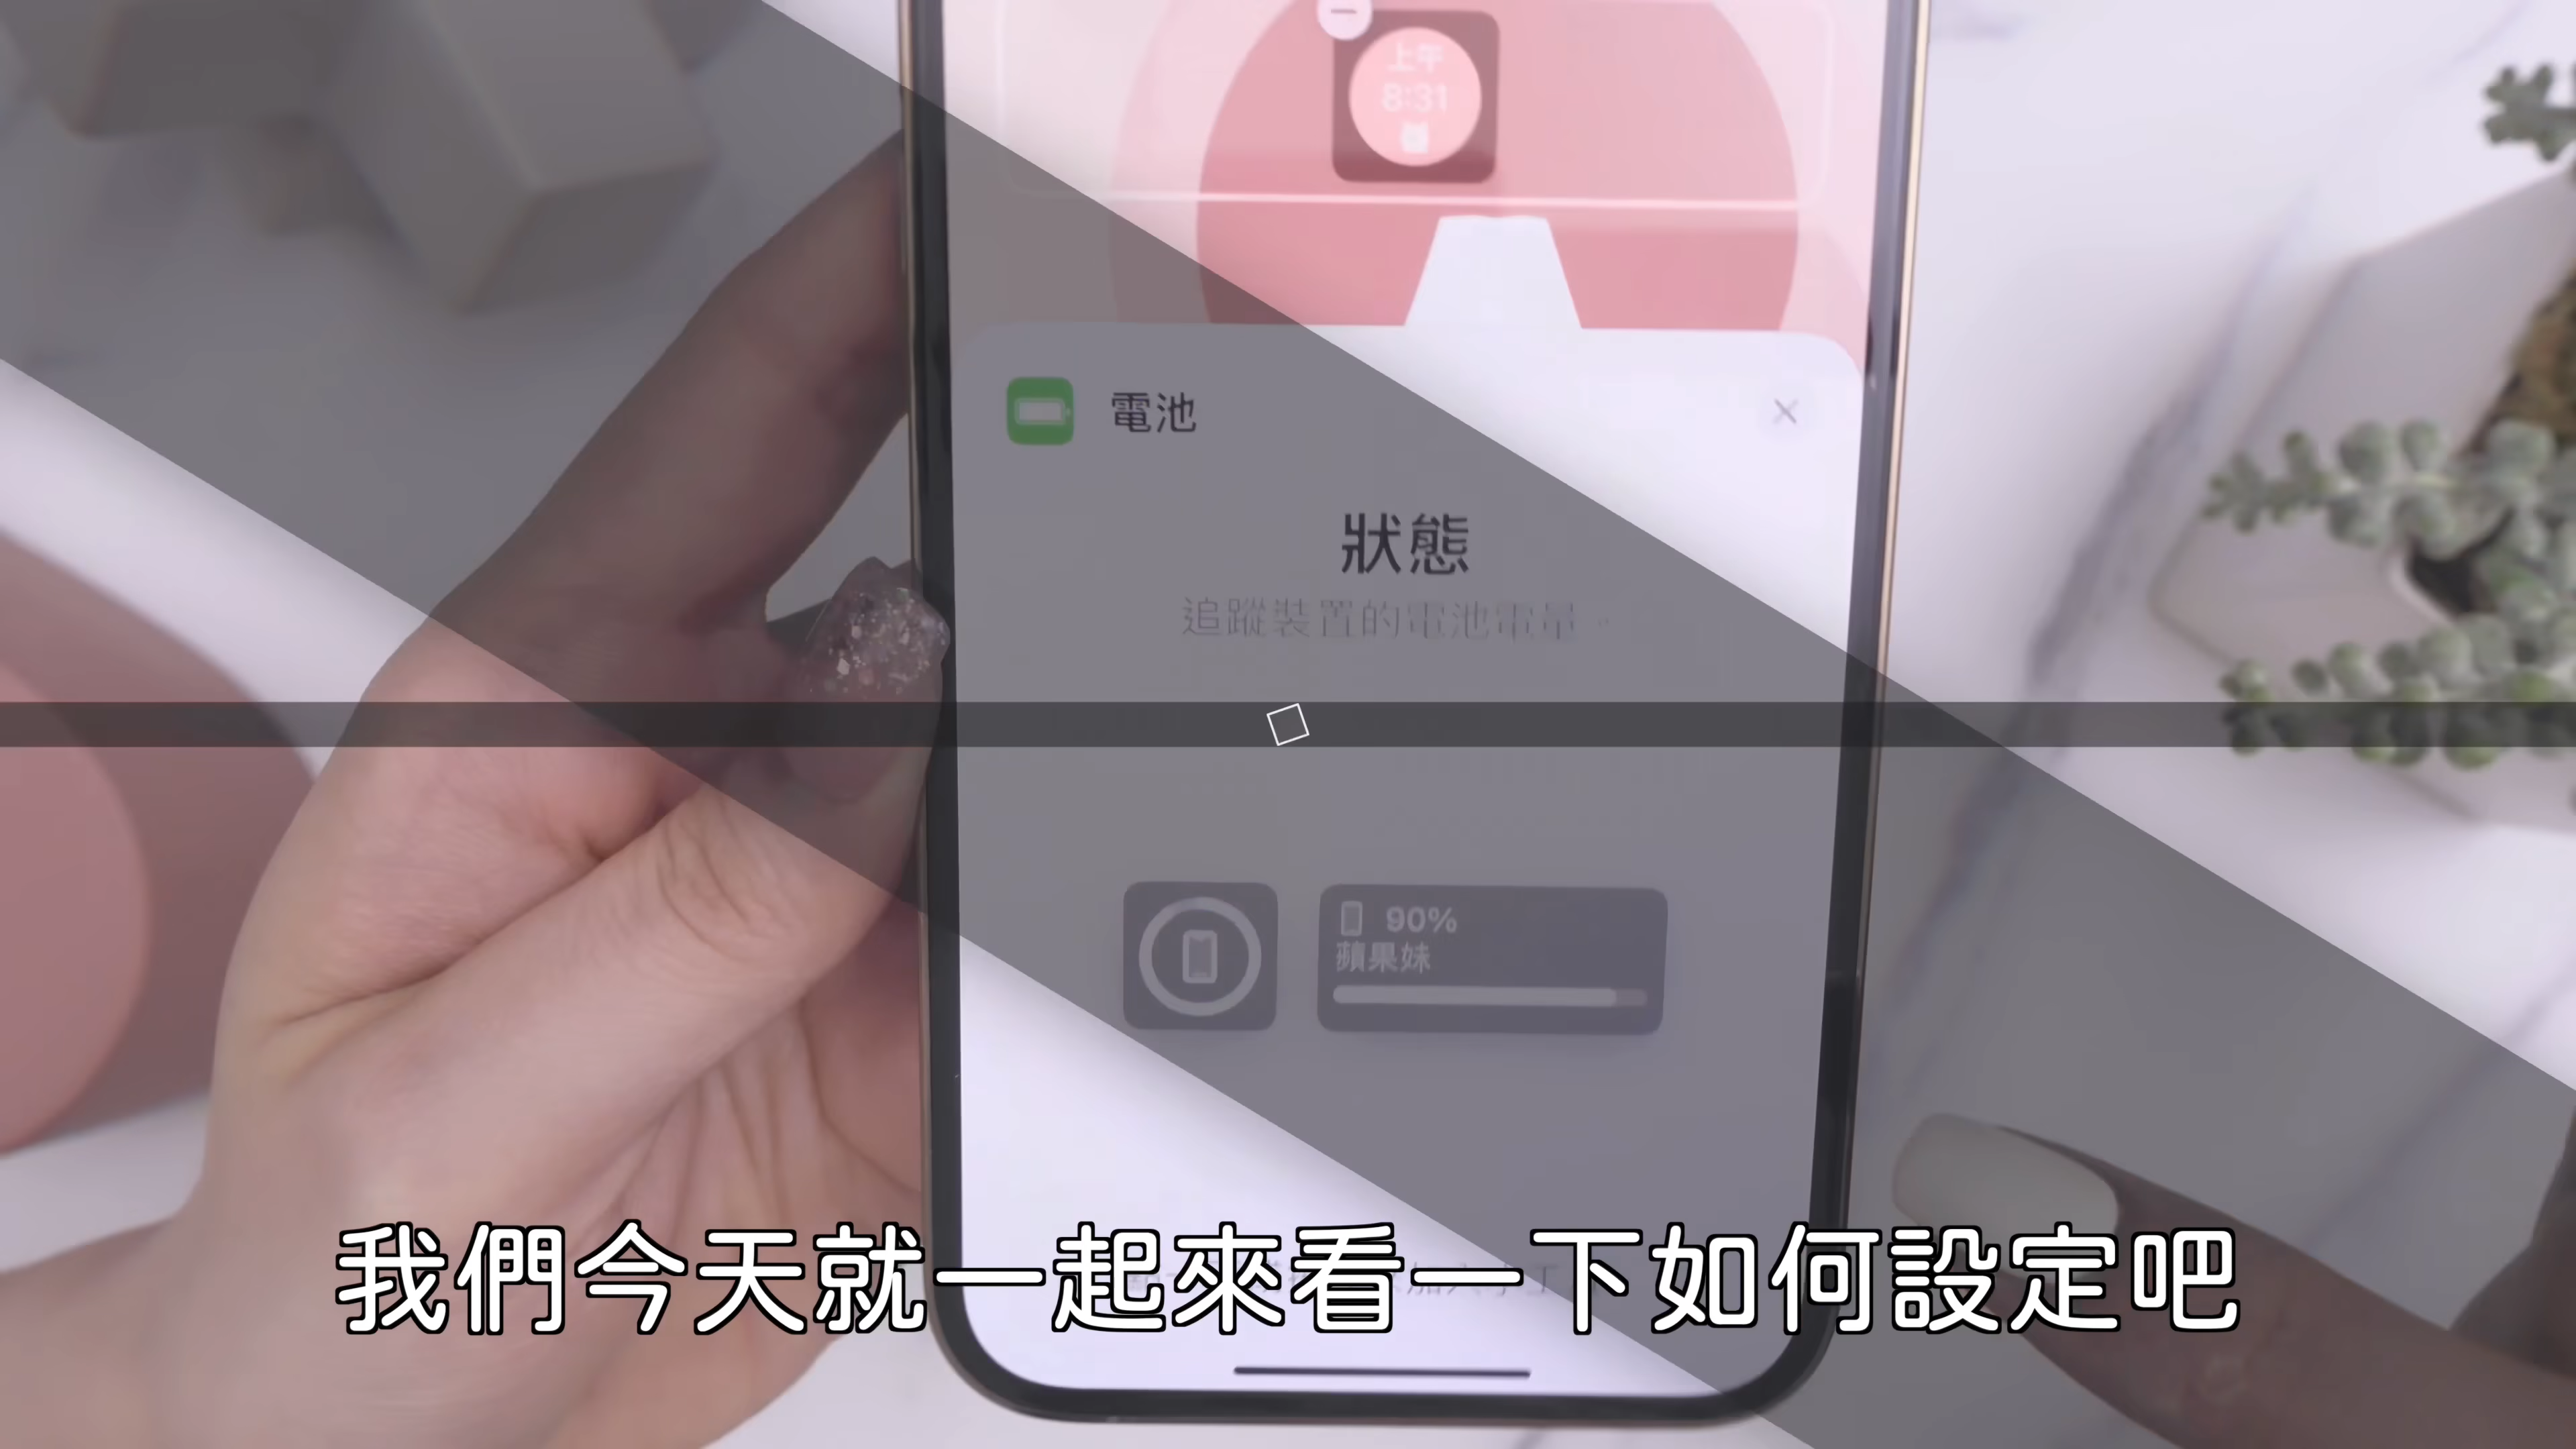 上午
8:31
電池
狀態
追蹤裝置的電池電量。
90%
蘋果妹
我們今天就一起來看一下如何設定吧